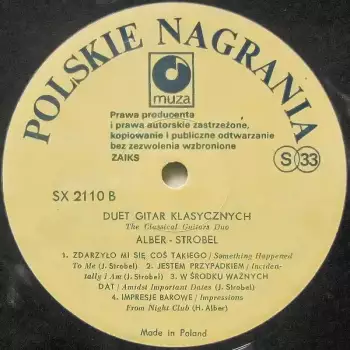 POLSKIE NAGRANIA
muza
Prawa producenta
i prawa autorskie zastrzeżone,
kopiowanie i publiczne odtwarzanie
bez zezwolenia wzbronione
ZAIKS
S 33
SX 2110 B
DUET GITAR KLASYCZNYCH
The Classical Guitars Duo
ALBER - STROBEL
1. ZDARZYŁO MI SIĘ COŚ TAKIEGO / Something Happened
To Me (J. Strobel) 2. JESTEM PRZYPADKIEM / Inciden-
tally I Am (J. Strobel) 3. W ŚRODKU WAŻNYCH
DAT / Amidst Important Dates (J. Strobel)
4. IMPRESJE BAROWE / Impressions
From Night Club (H. Alber)
Made in Poland